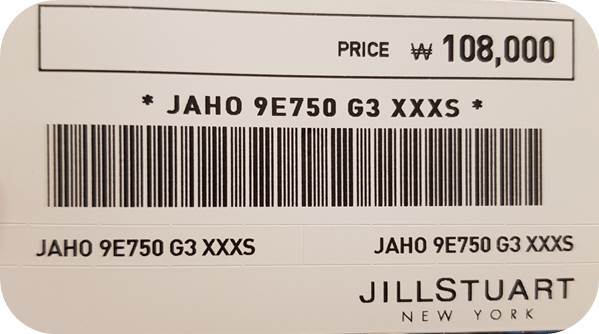 PRICE ₩ 108,000
* JAHO 9E750 G3 XXXS *
JAHO 9E750 G3 XXXS JAHO 9E750 G3 XXXS
JILLSTUART
NEW YORK